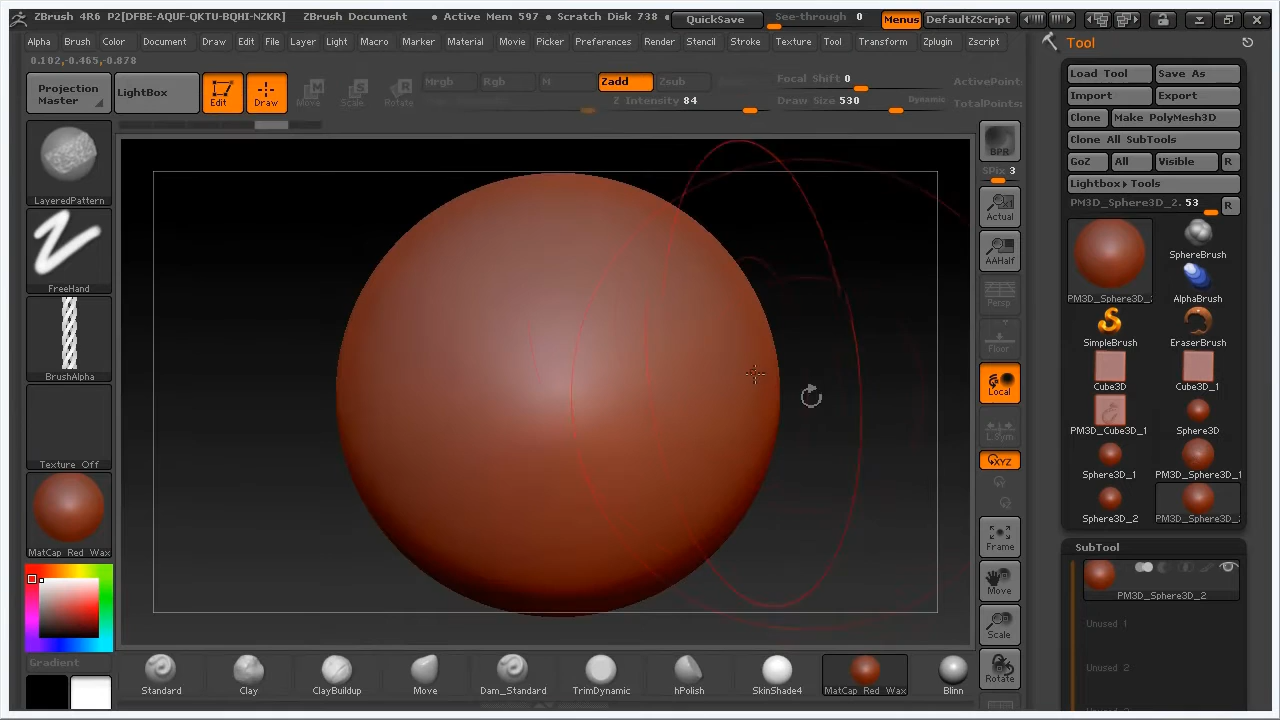 ZBrush 4R6 P2[DFBE-AQUF-QKTU-BQHI-NZKR] ZBrush Document • Active Mem 597 • Scratch Disk 738 • QuickSave See-through 0 Menus DefaultZScript
Alpha Brush Color Document Draw Edit File Layer Light Marker Material Movie Picker Preferences Render Stencil Stroke Texture Tool Transform Zplugin Zscript
0.102,-0.465,-0.878
Projection Master
LightBox
Edit
Draw
Move
Scale
Rotate
Mrgb
Rgb
M
Zadd
Zsub
Z Intensity 84
Focal Shift 0
Draw Size 530
Dynamic
ActivePoint:
TotalPoints:
LayeredPattern
FreeHand
BrushAlpha
Texture Off
MatCap Red Wax
Gradient
BPR
SPix 3
Actual
AAHalf
Persp
Floor
Local
L.Sym
XYZ
Frame
Move
Scale
Rotate
Standard
Clay
ClayBuildup
Move
Dam_Standard
TrimDynamic
hPolish
SkinShade4
MatCap Red Wax
Blinn
Tool
Load Tool
Save As
Import
Export
Clone
Make PolyMesh3D
Clone All SubTools
GoZ
All
Visible
R
Lightbox▸Tools
PM3D_Sphere3D_2. 53
R
PM3D_Sphere3D_:
SphereBrush
AlphaBrush
SimpleBrush
EraserBrush
Cube3D
Cube3D_1
PM3D_Cube3D_1
Sphere3D
Sphere3D_1
PM3D_Sphere3D_1
Sphere3D_2
PM3D_Sphere3D_:
SubTool
PM3D_Sphere3D_2
Unused 1
Unused 2